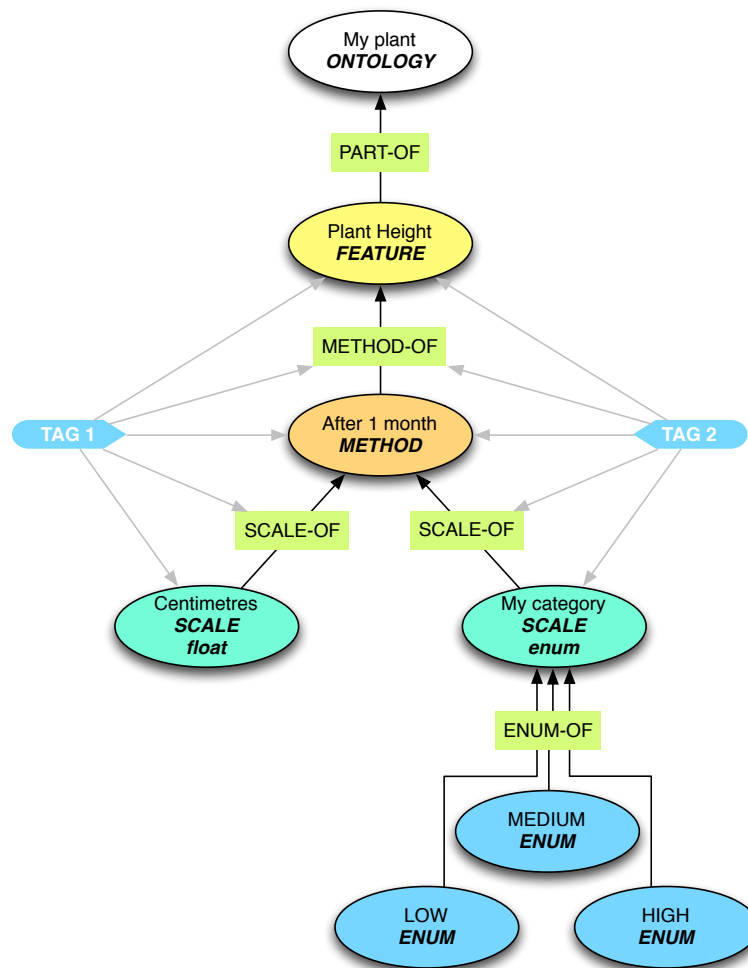 My plant
ONTOLOGY
PART-OF
Plant Height
FEATURE
METHOD-OF
TAG 1
After 1 month
METHOD
TAG 2
SCALE-OF
SCALE-OF
Centimetres
SCALE
float
My category
SCALE
enum
ENUM-OF
MEDIUM
ENUM
LOW
ENUM
HIGH
ENUM